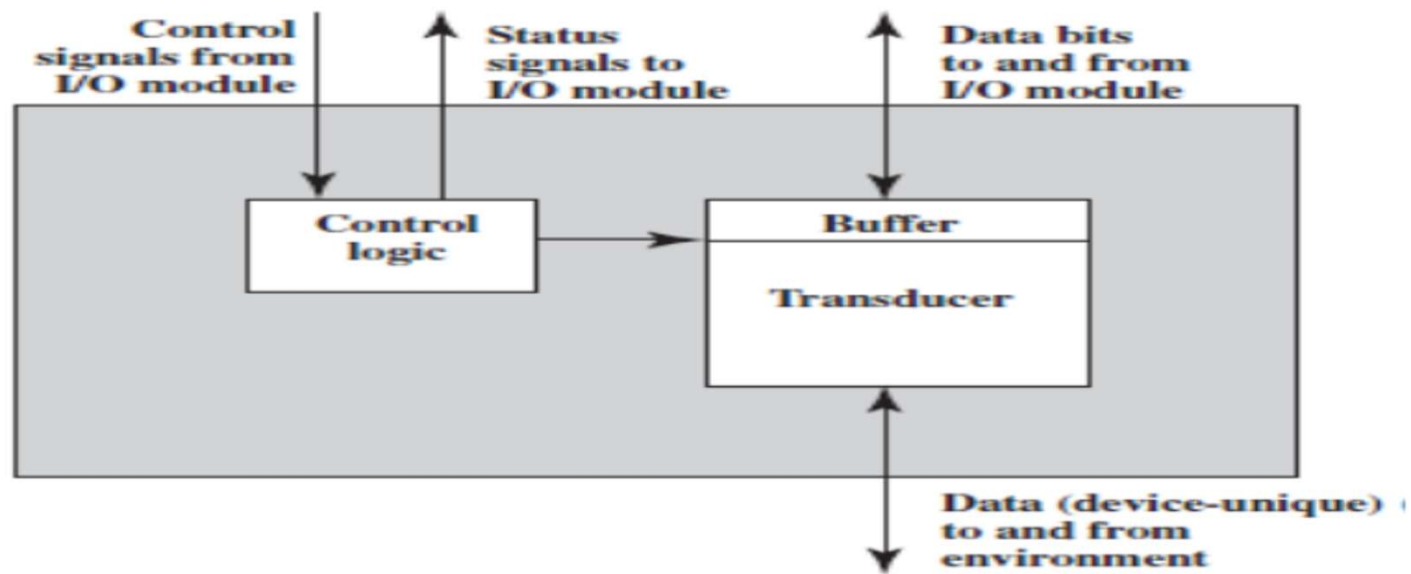 Control
signals from
I/O module
Status
signals to
I/O module
Data bits
to and from
I/O module
Control
logic
Buffer
Transducer
Data (device-unique)
to and from
environment